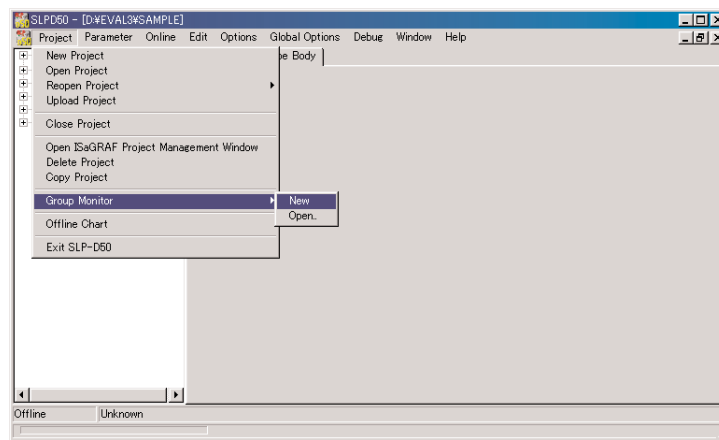 SLPD50 - [D:¥EVAL3¥SAMPLE]
Project Parameter Online Edit Options Global Options Debug Window Help
New Project
pe Body
Open Project
Reopen Project
Upload Project
Close Project
Open ISaGRAF Project Management Window
Delete Project
Copy Project
Group Monitor
New
Open..
Offline Chart
Exit SLP-D50
Offline Unknown